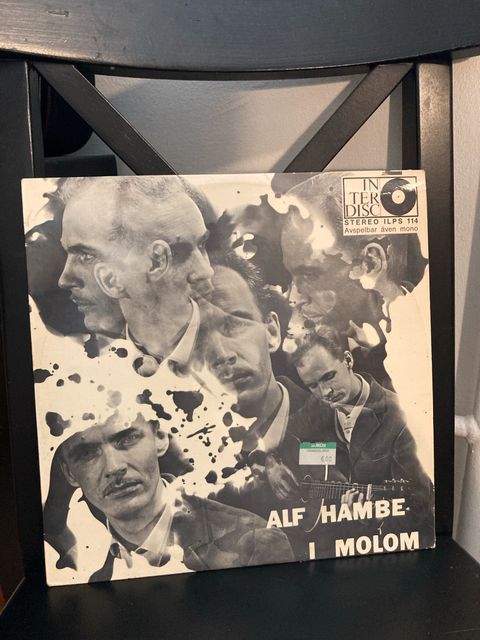 IN
TER
DISC
STEREO ILPS 114
Avspelbar även mono
ALF HAMBE
I MOLOM